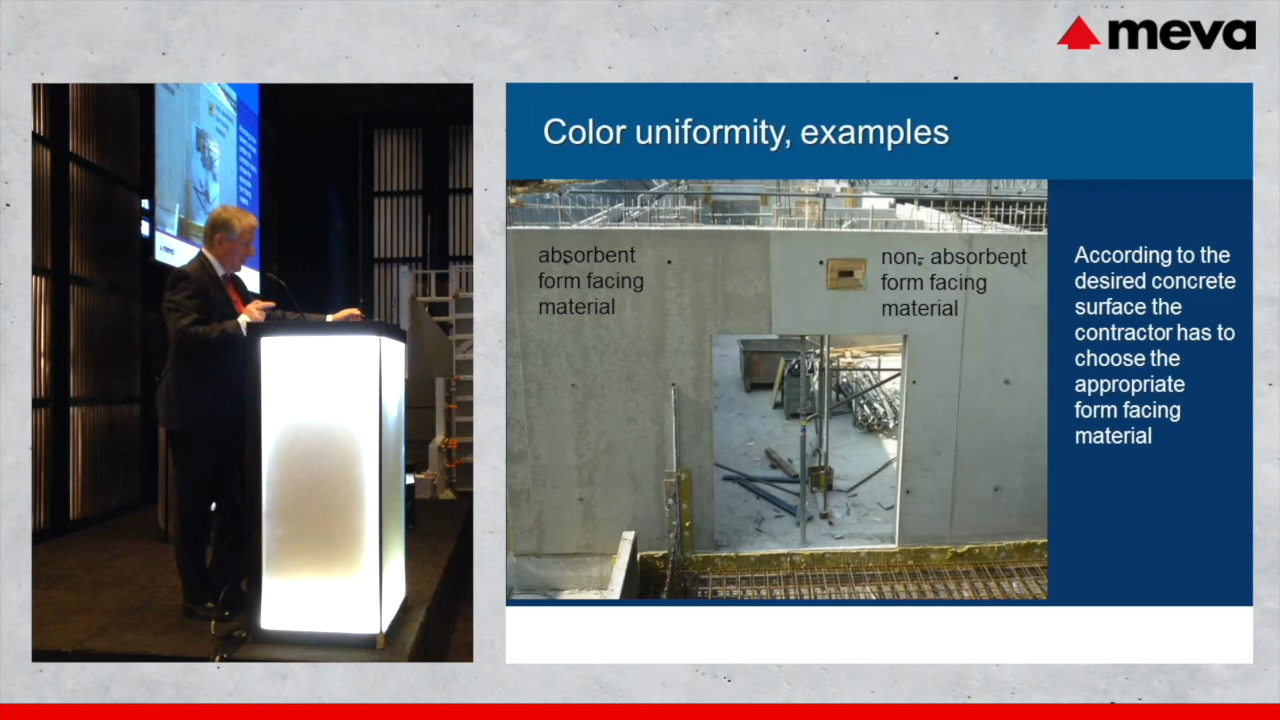 meva
Color uniformity, examples
absorbent
form facing
material
non- absorbent
form facing
material
According to the
desired concrete
surface the
contractor has to
choose the
appropriate
form facing
material